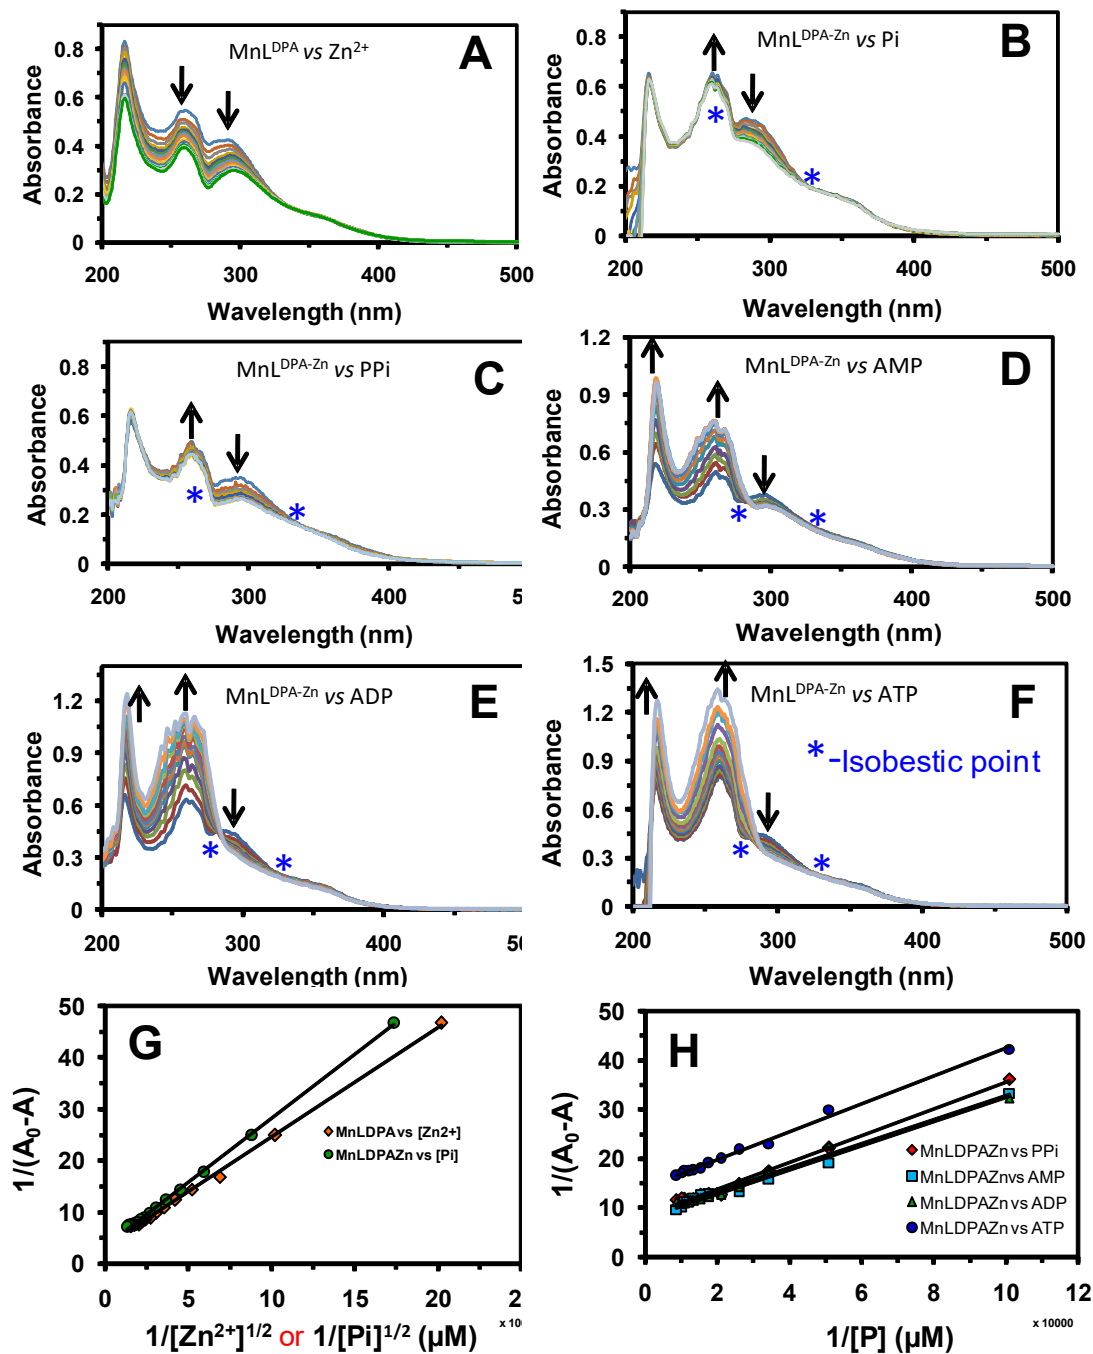 A
MnL^DPA vs Zn²⁺
Absorbance
0.8
0.6
0.4
0.2
0
200 300 400 500
Wavelength (nm)
B
MnL^DPA-Zn vs Pi
Absorbance
0.8
0.6
0.4
0.2
0
*
*
200 300 400 500
Wavelength (nm)
C
MnL^DPA-Zn vs PPi
Absorbance
0.8
0.6
0.4
0.2
0
*
*
200 300 400 50
Wavelength (nm)
D
MnL^DPA-Zn vs AMP
Absorbance
1.2
0.9
0.6
0.3
0
*
*
200 300 400 500
Wavelength (nm)
E
MnL^DPA-Zn vs ADP
Absorbance
1.2
0.9
0.6
0.3
0
*
*
200 300 400 50
Wavelength (nm)
F
MnL^DPA-Zn vs ATP
*-Isobestic point
Absorbance
1.5
1.2
0.9
0.6
0.3
0
*
*
200 300 400 500
Wavelength (nm)
G
1/(A₀-A)
50
40
30
20
10
0
MnLDPA vs [Zn2+]
MnLDPAZn vs [Pi]
0 5 10 15 20 2
x 100
1/[Zn²⁺]^1/2 or 1/[Pi]^1/2 (µM)
H
1/(A₀-A)
50
40
30
20
10
0
MnLDPAZn vs PPi
MnLDPAZnvs AMP
MnLDPAZn vs ADP
MnLDPAZn vs ATP
0 2 4 6 8 10 12
x 10000
1/[P] (µM)